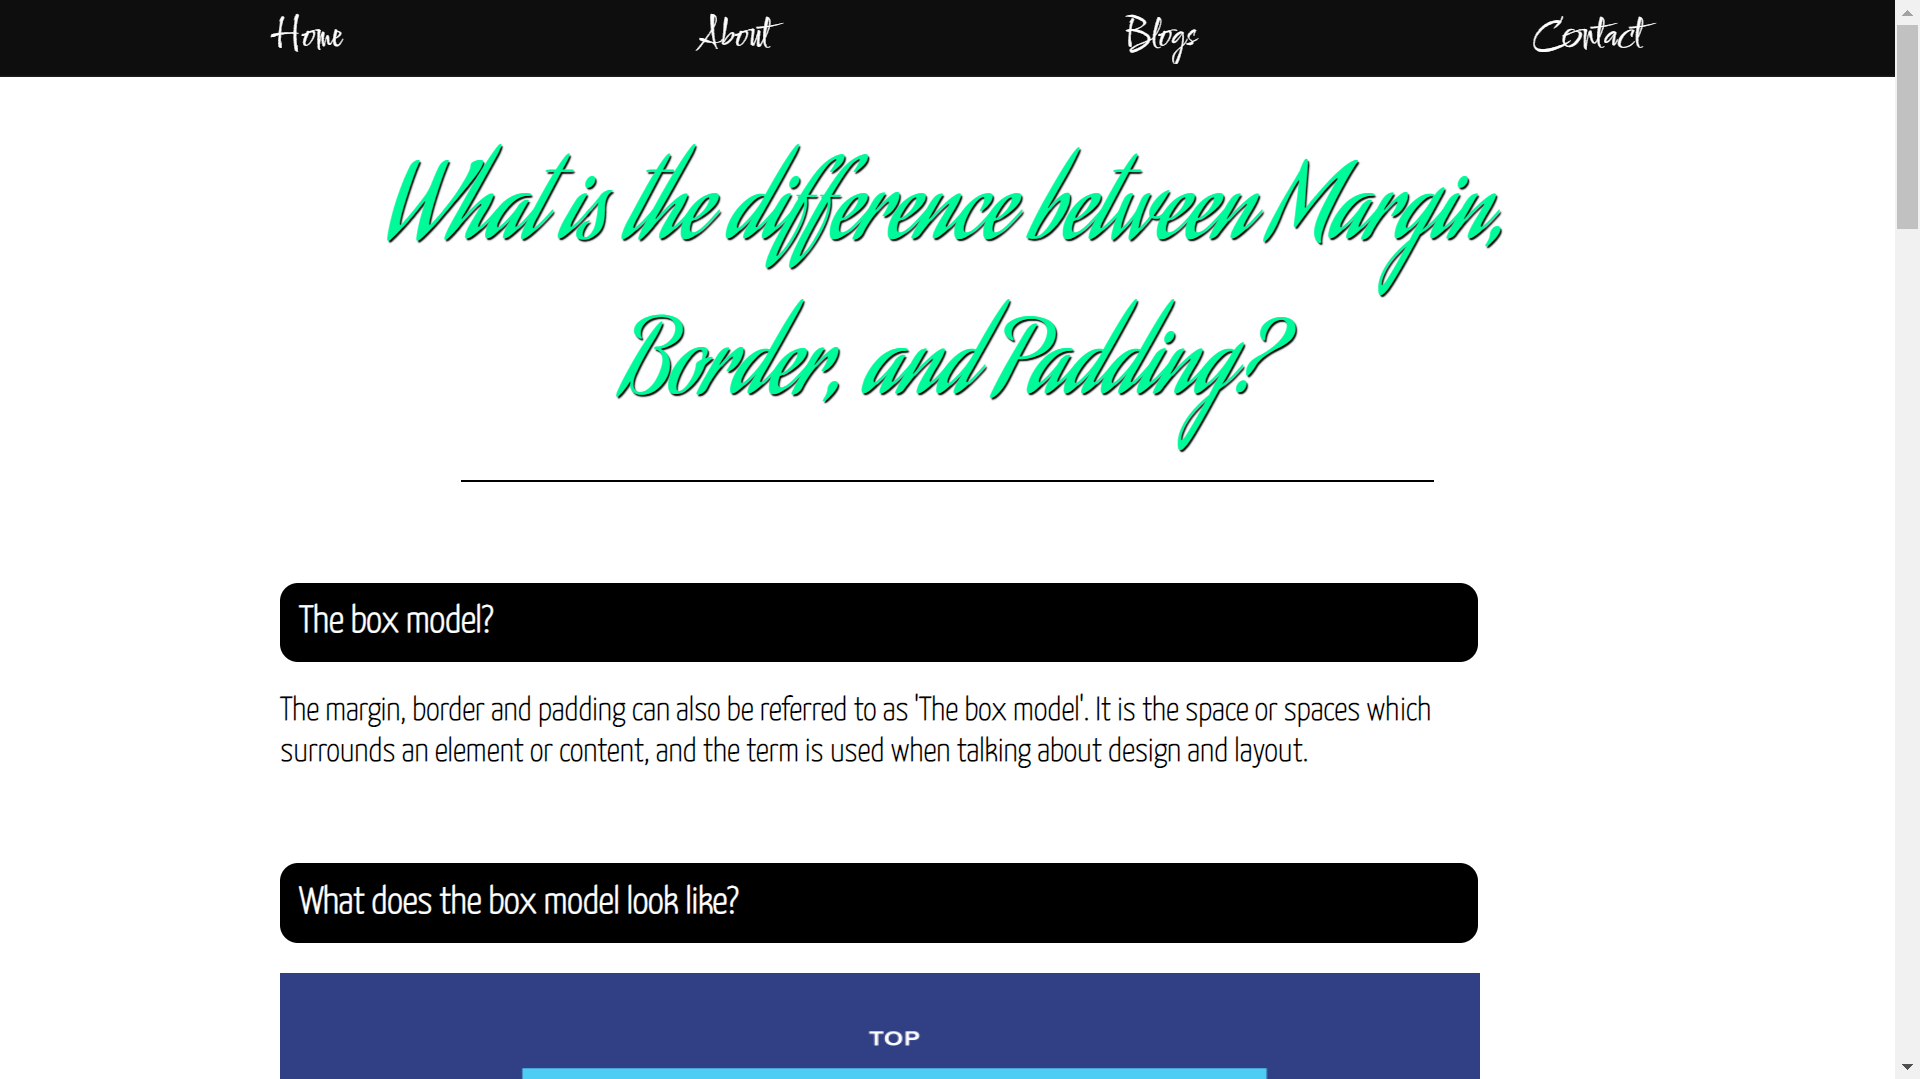 Home About Blogs Contact
What is the difference between Margin,
Border, and Padding?
The box model?
The margin, border and padding can also be referred to as 'The box model'. It is the space or spaces which
surrounds an element or content, and the term is used when talking about design and layout.
What does the box model look like?
TOP